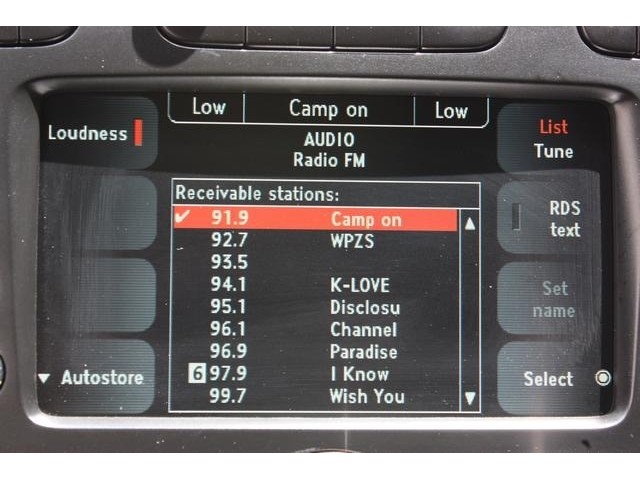 Low Camp on Low
Loudness
AUDIO
Radio FM
List
Tune
Receivable stations:
91.9 Camp on
92.7 WPZS
93.5
94.1 K-LOVE
95.1 Disclosu
96.1 Channel
96.9 Paradise
6 97.9 I Know
99.7 Wish You
RDS
text
Set
name
Autostore
Select